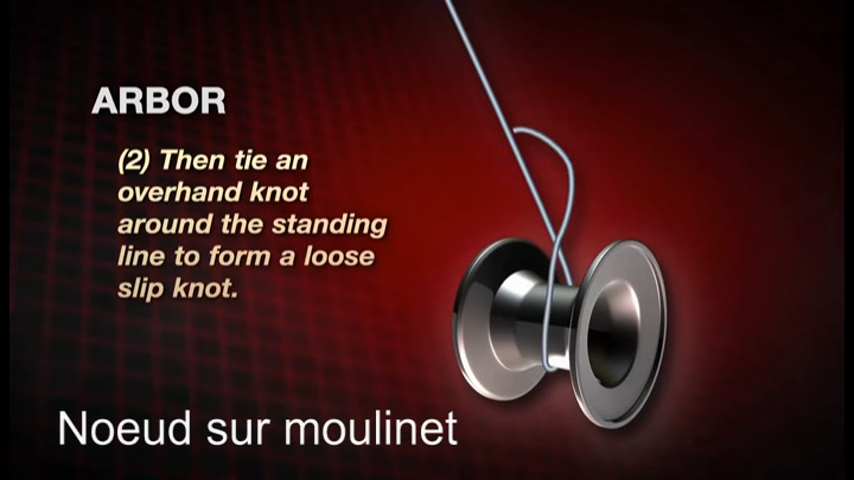 ARBOR
(2) Then tie an
overhand knot
around the standing
line to form a loose
slip knot.
Noeud sur moulinet